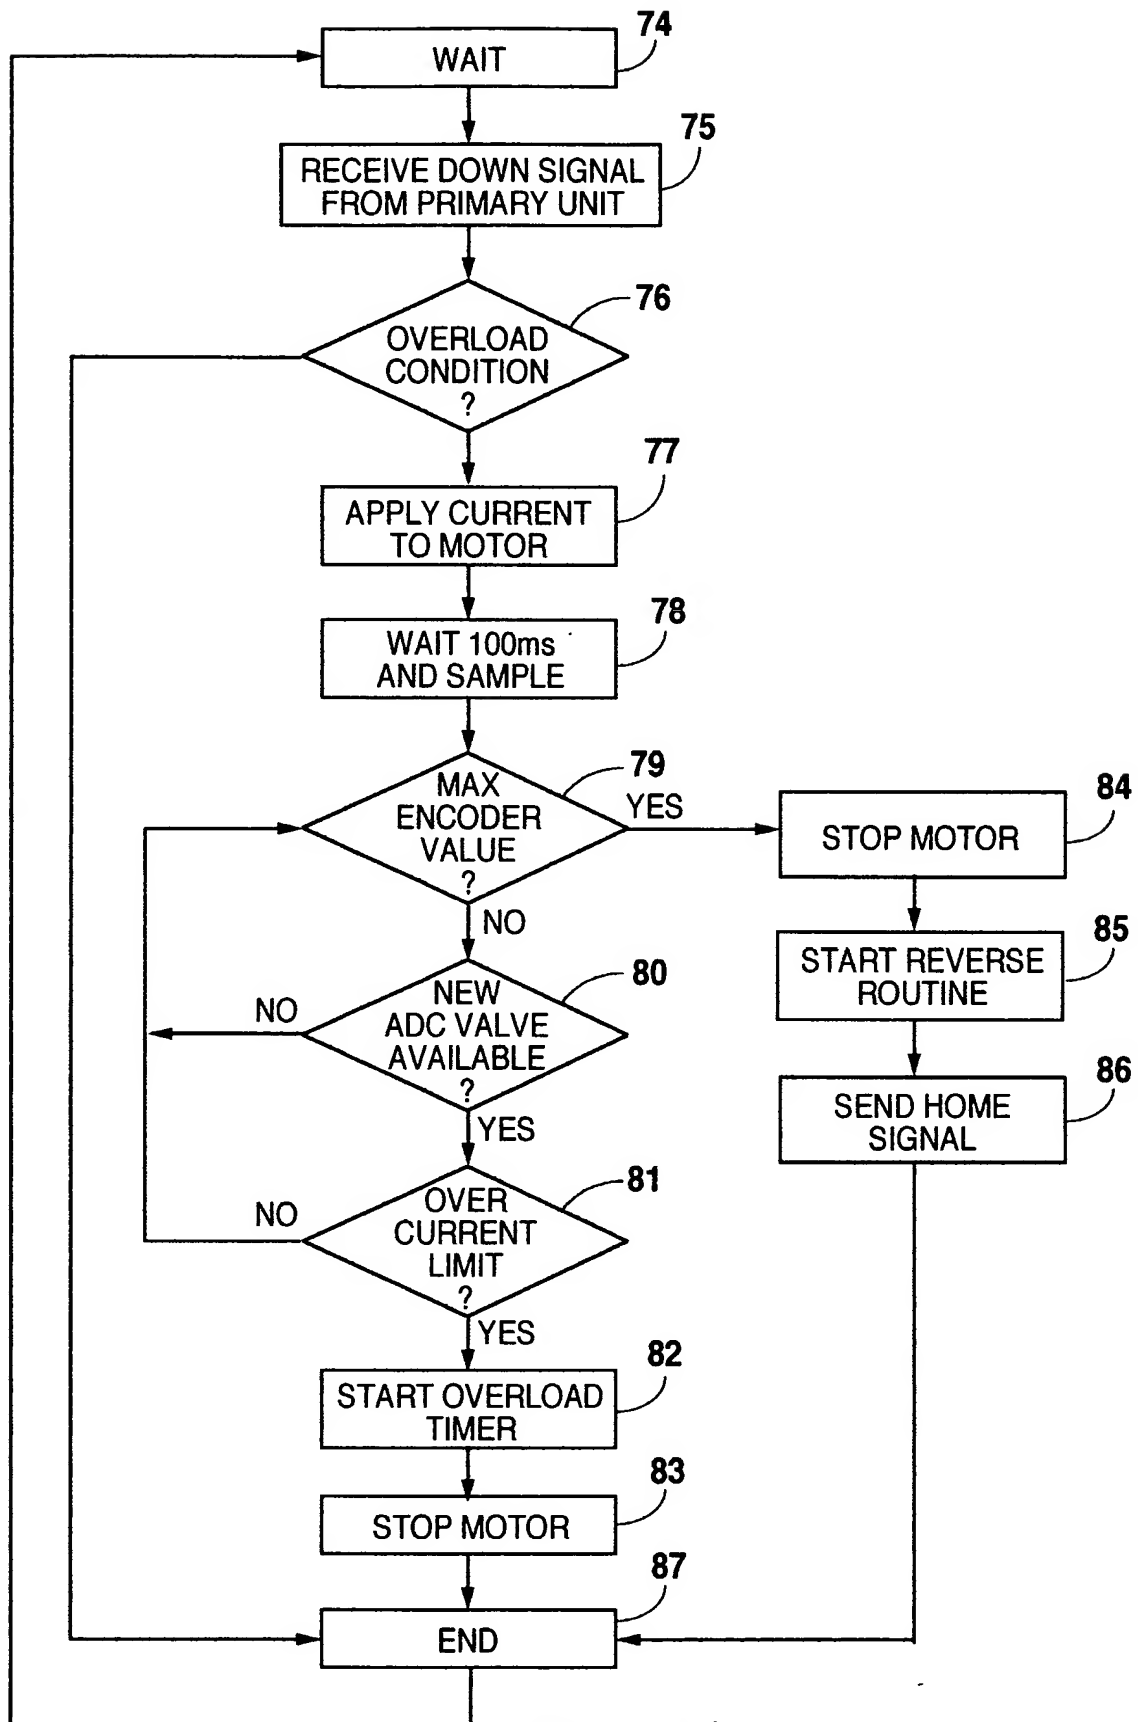 74
WAIT
75
RECEIVE DOWN SIGNAL
FROM PRIMARY UNIT
76
OVERLOAD
CONDITION
?
77
APPLY CURRENT
TO MOTOR
78
WAIT 100ms
AND SAMPLE
79
MAX
ENCODER
VALUE
?
YES
NO
84
STOP MOTOR
85
START REVERSE
ROUTINE
86
SEND HOME
SIGNAL
80
NEW
ADC VALVE
AVAILABLE
?
NO
YES
81
OVER
CURRENT
LIMIT
?
NO
YES
82
START OVERLOAD
TIMER
83
STOP MOTOR
87
END